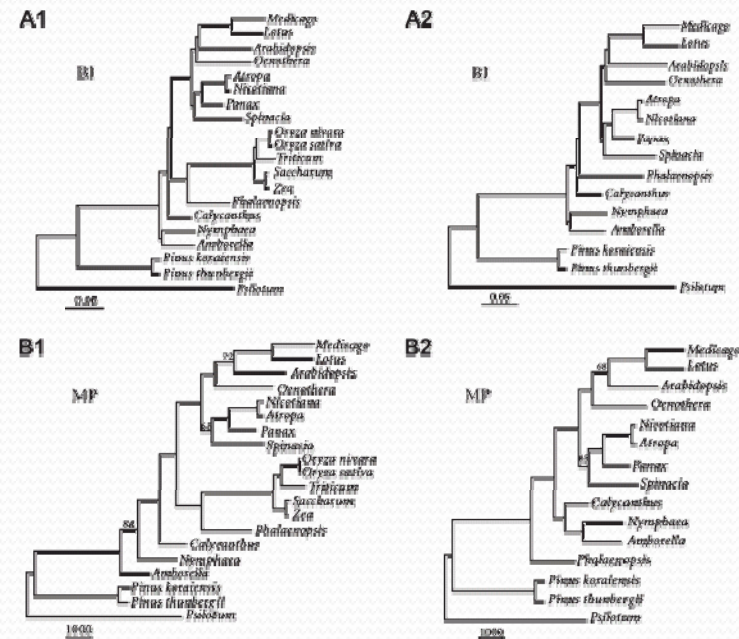 A1
BI
Medicago
Lotus
Arabidopsis
Oenothera
Atropa
Nicotiana
Panax
Spinacia
Oryza nivara
Oryza sativa
Triticum
Saccharum
Zea
Phalaenopsis
Calycanthus
Nymphaea
Amborella
Pinus koraiensis
Pinus thunbergii
Psilotum
A2
BI
Medicago
Lotus
Arabidopsis
Oenothera
Atropa
Nicotiana
Panax
Spinacia
Phalaenopsis
Calycanthus
Nymphaea
Amborella
Pinus koraiensis
Pinus thunbergii
Psilotum
0.05
B1
MP
72
Medicago
Lotus
Arabidopsis
Oenothera
Nicotiana
Atropa
Panax
Spinacia
Oryza nivara
Oryza sativa
Triticum
Saccharum
Zea
Phalaenopsis
Calycanthus
Nymphaea
Amborella
Pinus koraiensis
Pinus thunbergii
Psilotum
1000
B2
MP
68
Medicago
Lotus
Arabidopsis
Oenothera
Nicotiana
Atropa
Panax
Spinacia
Calycanthus
Nymphaea
Amborella
Phalaenopsis
Pinus koraiensis
Pinus thunbergii
Psilotum
1000